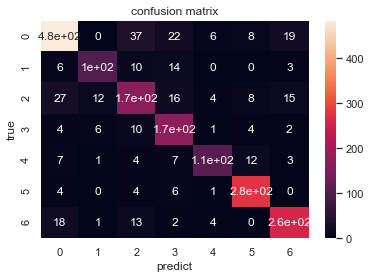 confusion matrix
0 4.8e+02 0 37 22 6 8 19
1 6 1e+02 10 14 0 0 3
2 27 12 1.7e+02 16 4 8 15
3 4 6 10 1.7e+02 1 4 2
4 7 1 4 7 1.1e+02 12 3
5 4 0 4 6 1 2.8e+02 0
6 18 1 13 2 4 0 2.6e+02
0 1 2 3 4 5 6
predict
true
400
300
200
100
0